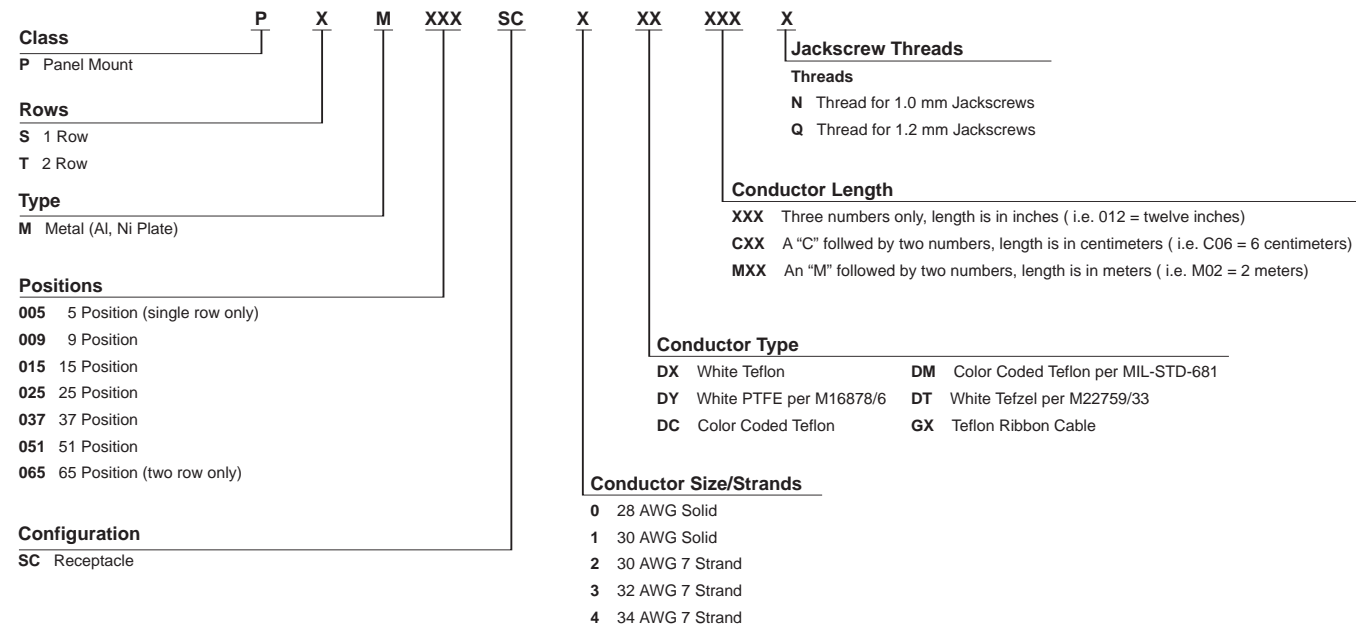 P X M XXX SC X XX XXX X
Class
P Panel Mount
Rows
S 1 Row
T 2 Row
Type
M Metal (Al, Ni Plate)
Positions
005 5 Position (single row only)
009 9 Position
015 15 Position
025 25 Position
037 37 Position
051 51 Position
065 65 Position (two row only)
Configuration
SC Receptacle
Jackscrew Threads
Threads
N Thread for 1.0 mm Jackscrews
Q Thread for 1.2 mm Jackscrews
Conductor Length
XXX Three numbers only, length is in inches ( i.e. 012 = twelve inches)
CXX A “C” follwed by two numbers, length is in centimeters ( i.e. C06 = 6 centimeters)
MXX An “M” followed by two numbers, length is in meters ( i.e. M02 = 2 meters)
Conductor Type
DX White Teflon DM Color Coded Teflon per MIL-STD-681
DY White PTFE per M16878/6 DT White Tefzel per M22759/33
DC Color Coded Teflon GX Teflon Ribbon Cable
Conductor Size/Strands
0 28 AWG Solid
1 30 AWG Solid
2 30 AWG 7 Strand
3 32 AWG 7 Strand
4 34 AWG 7 Strand